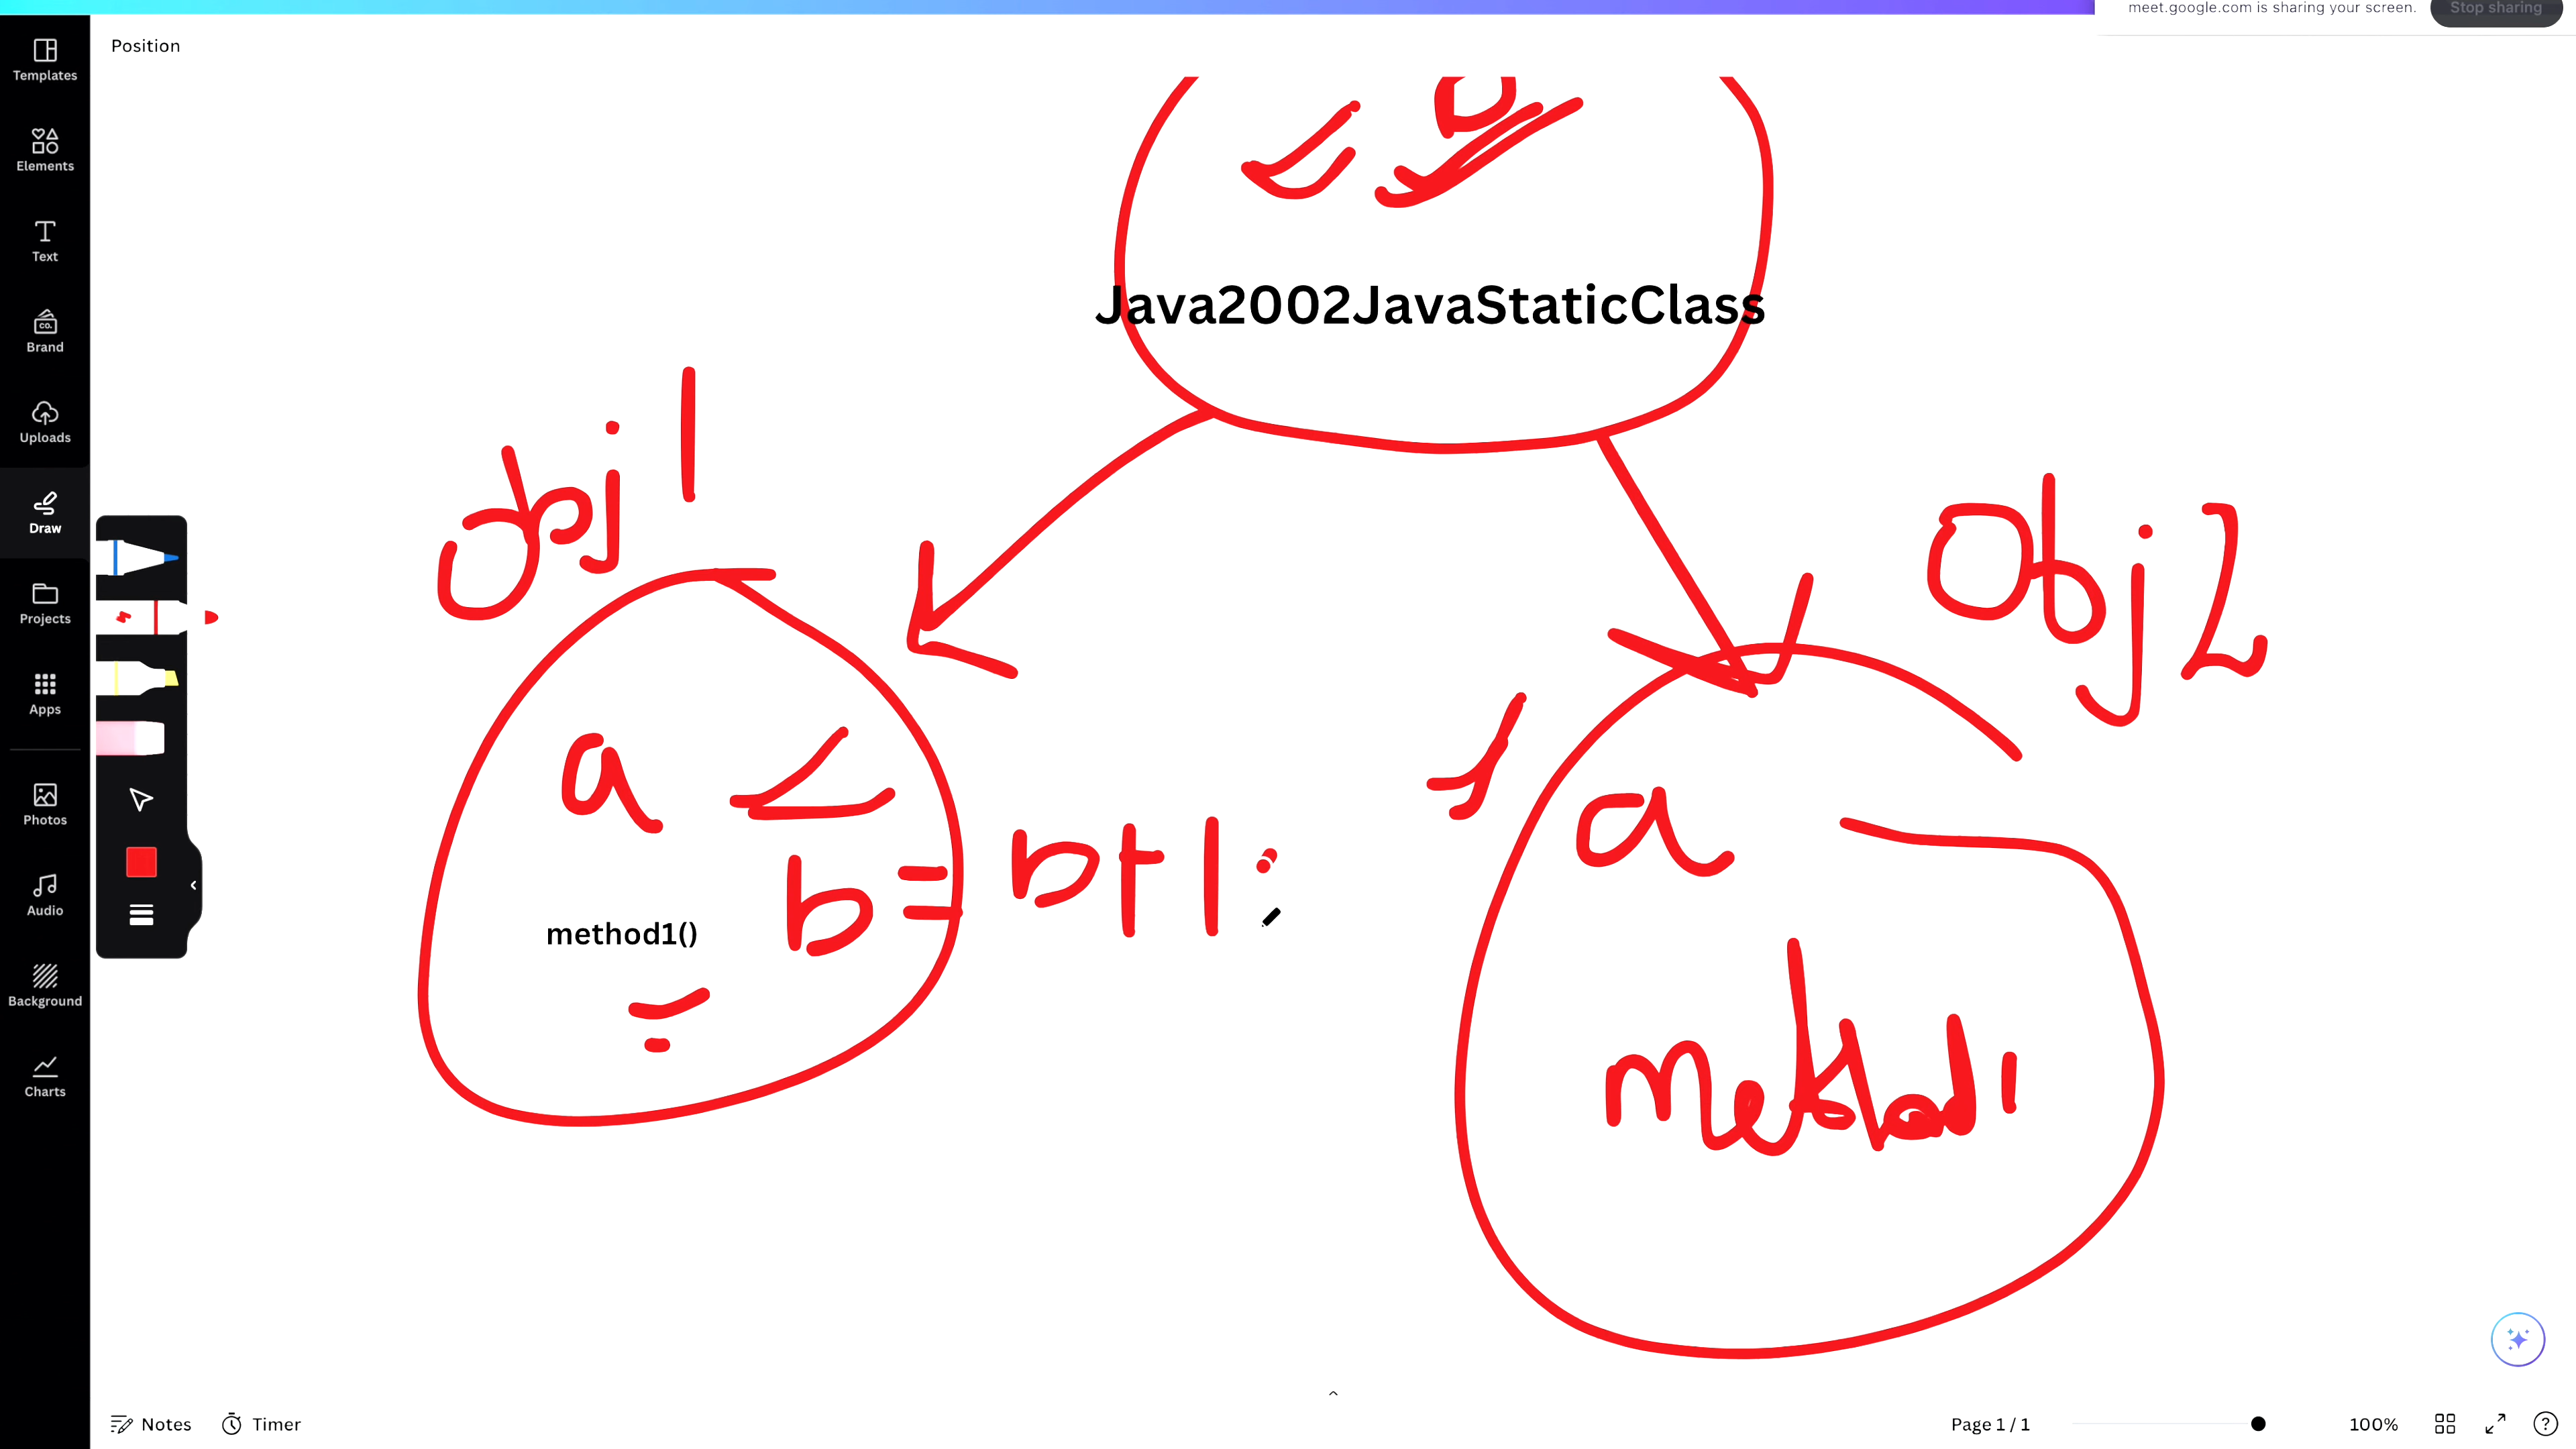 meet.google.com is sharing your screen. Stop sharing
Position
Templates
Elements
Text
CO.
Brand
Uploads
Draw
Projects
Apps
Photos
Audio
Background
Charts
b
Java2002JavaStaticClass
obj1
Obj2
a
b = b+1;
method1()
a
method1
Notes Timer
Page 1 / 1 100% ?